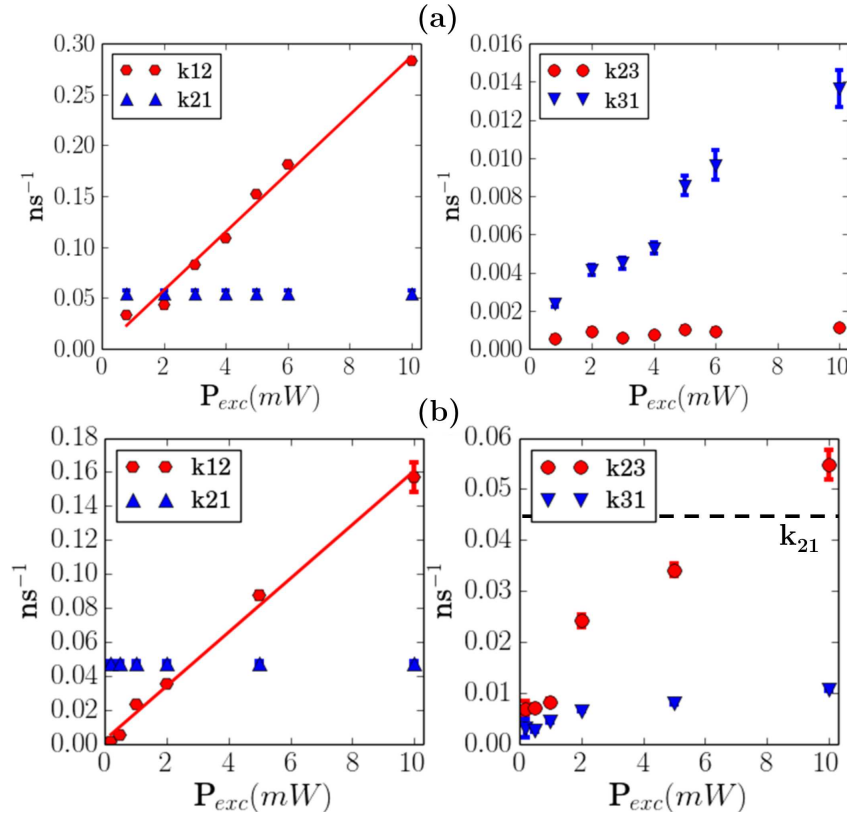 (a)
0.30
0.25
0.20
0.15
0.10
0.05
0.00
ns⁻¹
k12
k21
0 2 4 6 8 10
P_exc(mW)
0.016
0.014
0.012
0.010
0.008
0.006
0.004
0.002
0.000
ns⁻¹
k23
k31
0 2 4 6 8 10
P_exc(mW)
(b)
0.18
0.16
0.14
0.12
0.10
0.08
0.06
0.04
0.02
0.00
ns⁻¹
k12
k21
0 2 4 6 8 10
P_exc(mW)
0.06
0.05
0.04
0.03
0.02
0.01
0.00
ns⁻¹
k23
k31
k₂₁
0 2 4 6 8 10
P_exc(mW)